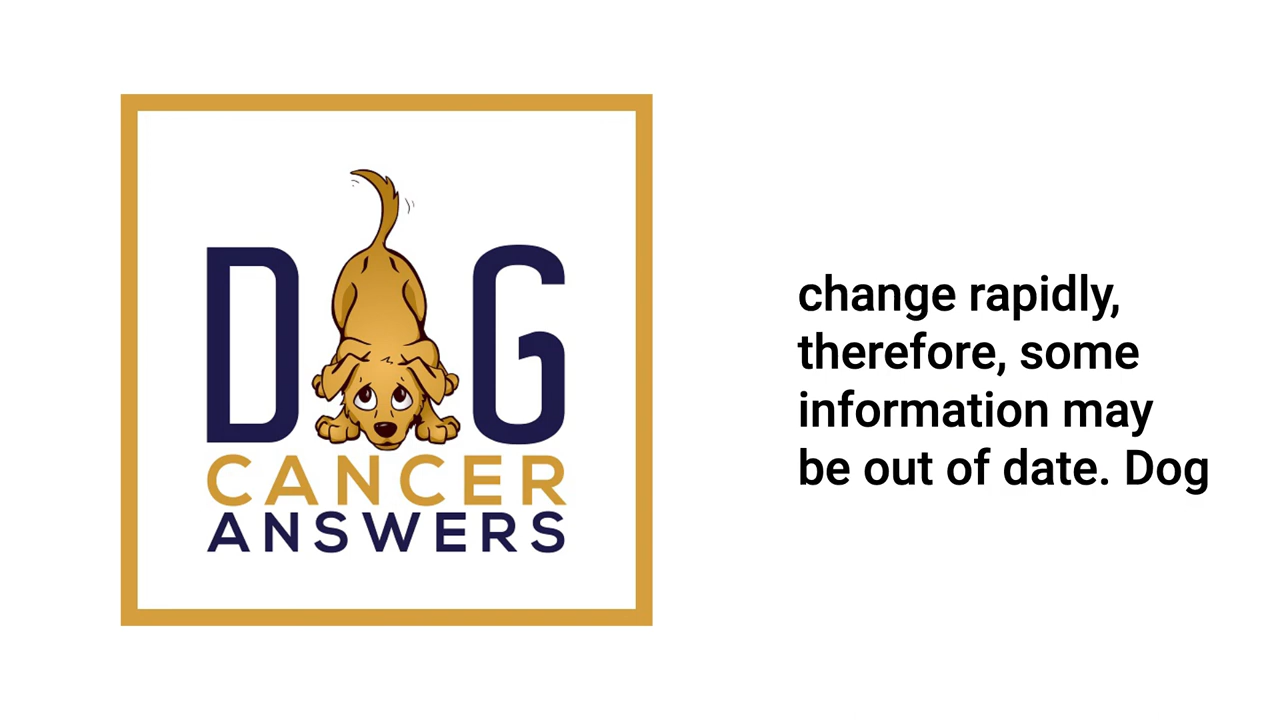 DOG
CANCER
ANSWERS
change rapidly,
therefore, some
information may
be out of date. Dog